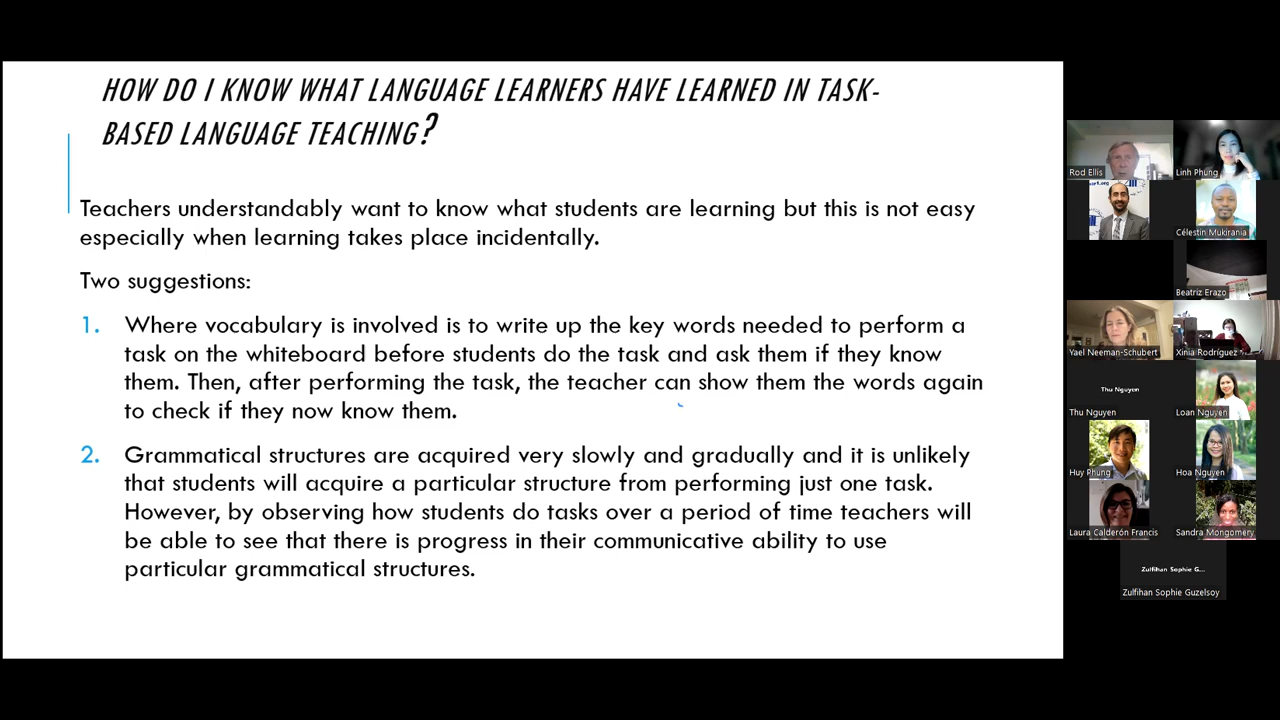 HOW DO I KNOW WHAT LANGUAGE LEARNERS HAVE LEARNED IN TASK-
BASED LANGUAGE TEACHING?
Teachers understandably want to know what students are learning but this is not easy
especially when learning takes place incidentally.
Two suggestions:
1. Where vocabulary is involved is to write up the key words needed to perform a
task on the whiteboard before students do the task and ask them if they know
them. Then, after performing the task, the teacher can show them the words again
to check if they now know them.
2. Grammatical structures are acquired very slowly and gradually and it is unlikely
that students will acquire a particular structure from performing just one task.
However, by observing how students do tasks over a period of time teachers will
be able to see that there is progress in their communicative ability to use
particular grammatical structures.
Rod Ellis
Linh Phung
Célestin Mukirania
Beatriz Erazo
Yael Neeman-Schubert
Xinia Rodríguez
Thu Nguyen
Thu Nguyen
Loan Nguyen
Huy Phung
Hoa Nguyen
Laura Calderón Francis
Sandra Mongomery
Zulfihan Sophie G...
Zulfihan Sophie Guzelsoy